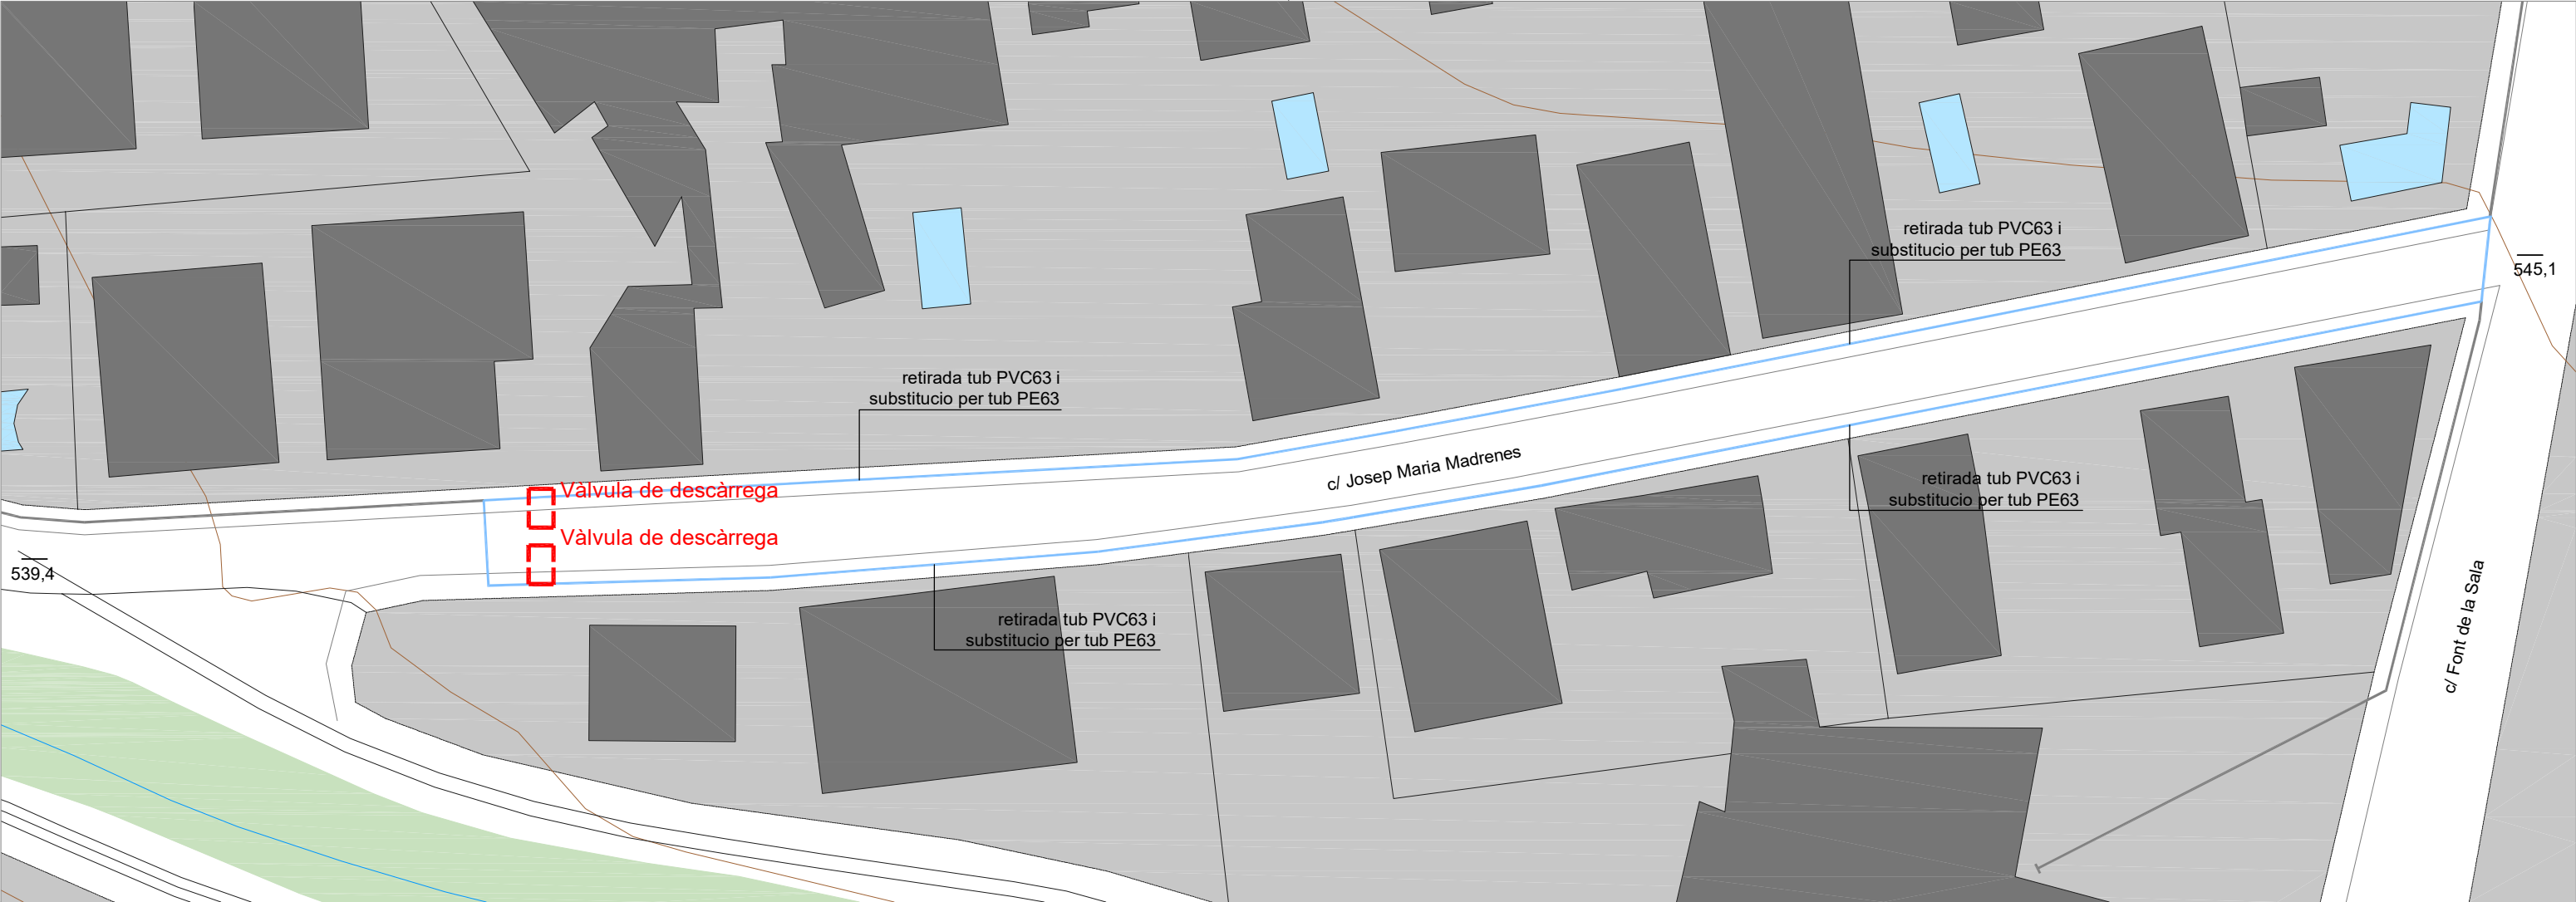 retirada tub PVC63 i
substitucio per tub PE63
545,1
retirada tub PVC63 i
substitucio per tub PE63
c/ Josep Maria Madrenes
retirada tub PVC63 i
substitucio per tub PE63
Vàlvula de descàrrega
Vàlvula de descàrrega
539,4
retirada tub PVC63 i
substitucio per tub PE63
c/ Font de la Sala